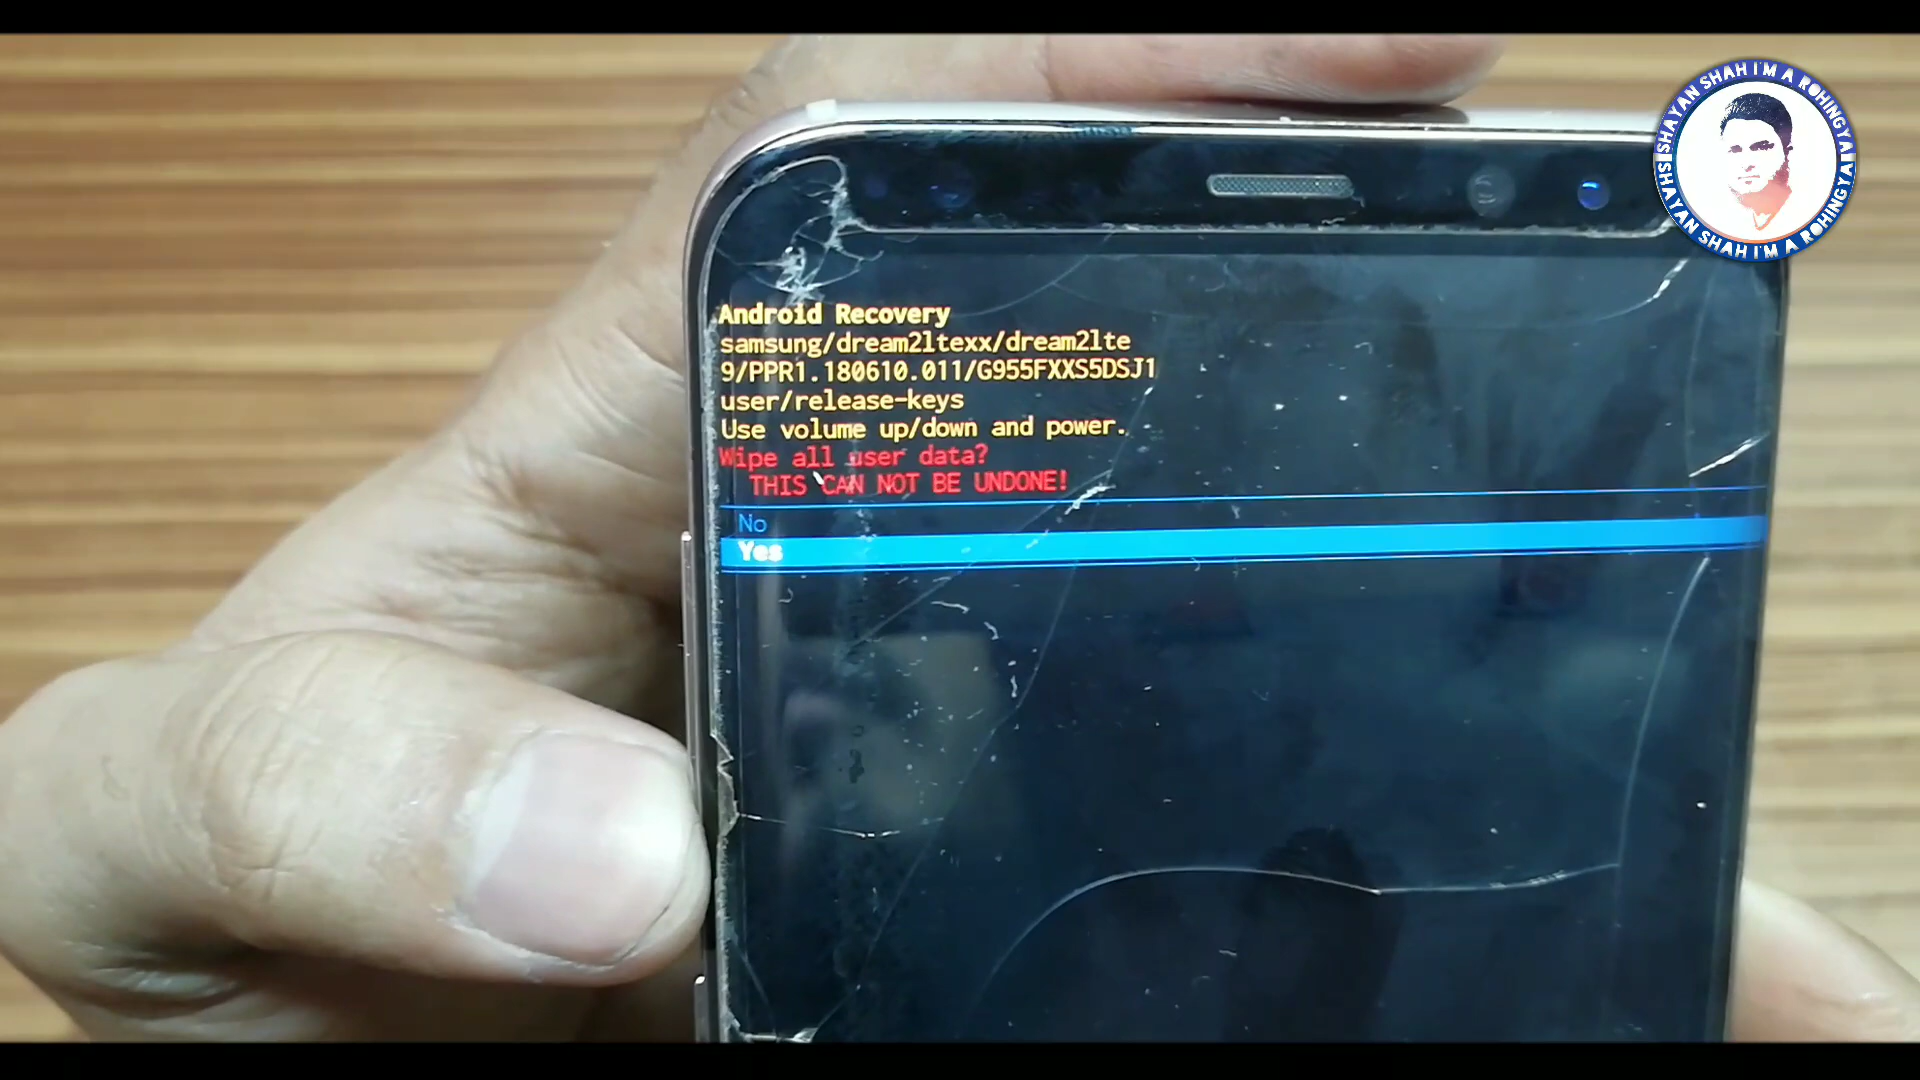 SHAYAN SHAH I'M A ROHINGYA
SHAYAN SHAH I'M A ROHINGYA
Android Recovery
samsung/dream2ltexx/dream2lte
9/PPR1.180610.011/G955FXXS5DSJ1
user/release-keys
Use volume up/down and power.
Wipe all user data?
THIS CAN NOT BE UNDONE!
No
Yes